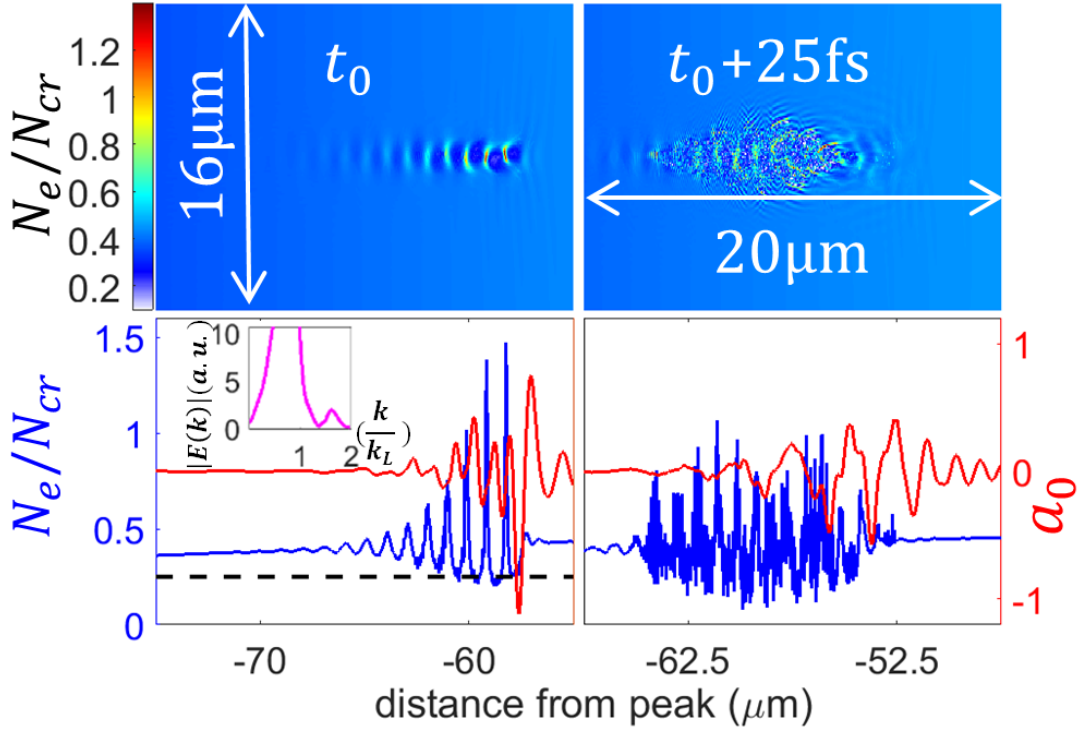 N_e/N_cr
1.2
1
0.8
0.6
0.4
0.2
t_0
16μm
t_0+25fs
20μm
N_e/N_cr
1.5
1
0.5
0
|E(k)|(a.u.)
10
5
0
1
2
(k/k_L)
1
0
-1
a_0
-70
-60
-62.5
-52.5
distance from peak (μm)